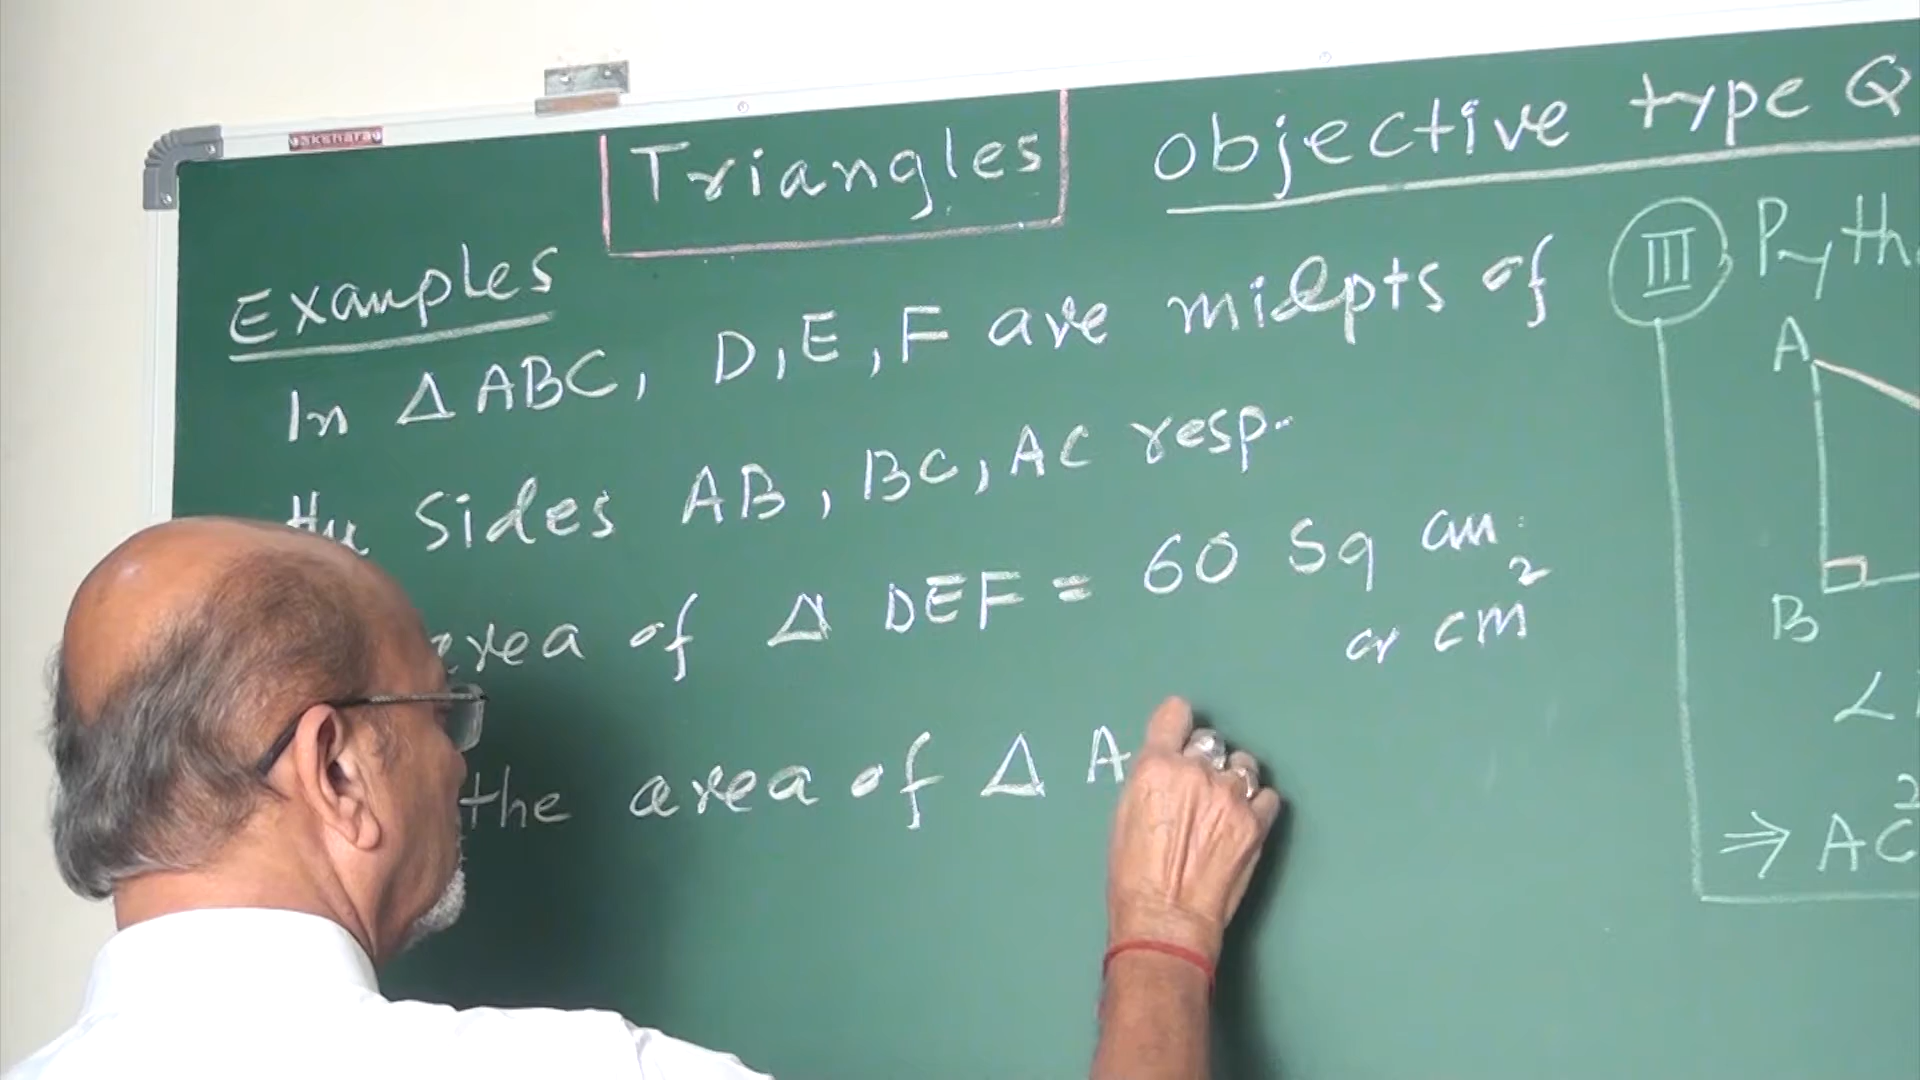 akshara
Triangles
objective type Q
Examples
In Δ ABC, D, E, F are midpts of
the Sides AB, BC, AC resp.
area of Δ DEF = 60 Sq cm.
or cm²
the area of Δ A
III
Pyth
A
B
∠
⇒ AC²